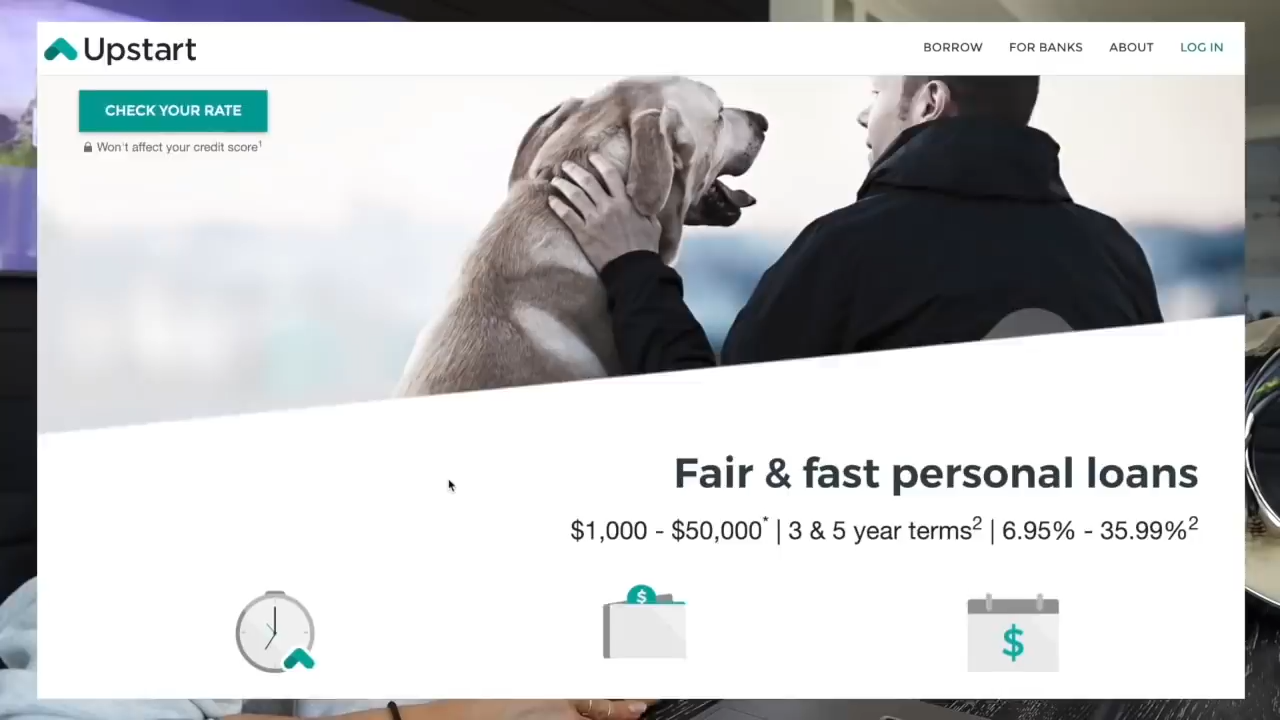 Upstart
BORROW FOR BANKS ABOUT LOG IN
CHECK YOUR RATE
Won't affect your credit score¹
Fair & fast personal loans
$1,000 - $50,000* | 3 & 5 year terms² | 6.95% - 35.99%²
$
$